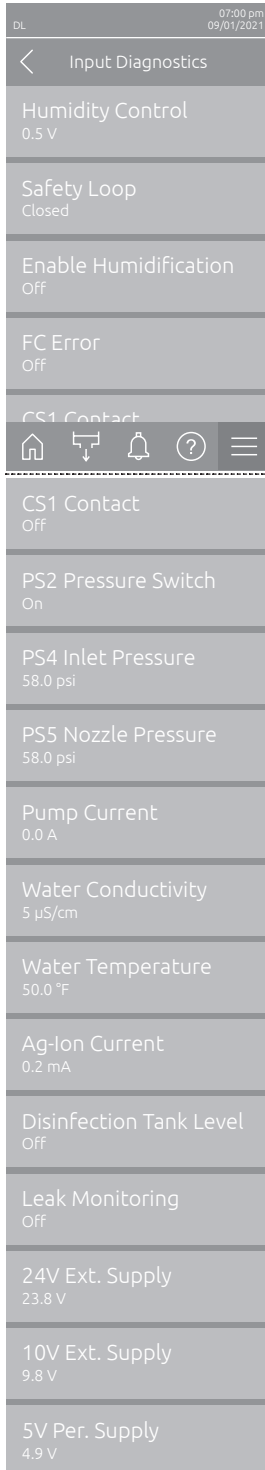 07:00 pm
DL
09/01/2021
Input Diagnostics
Humidity Control
0.5 V
Safety Loop
Closed
Enable Humidification
Off
FC Error
Off
CS1 Contact
?
CS1 Contact
Off
PS2 Pressure Switch
On
PS4 Inlet Pressure
58.0 psi
PS5 Nozzle Pressure
58.0 psi
Pump Current
0.0 A
Water Conductivity
5 µS/cm
Water Temperature
50.0 °F
Ag-Ion Current
0.2 mA
Disinfection Tank Level
Off
Leak Monitoring
Off
24V Ext. Supply
23.8 V
10V Ext. Supply
9.8 V
5V Per. Supply
4.9 V